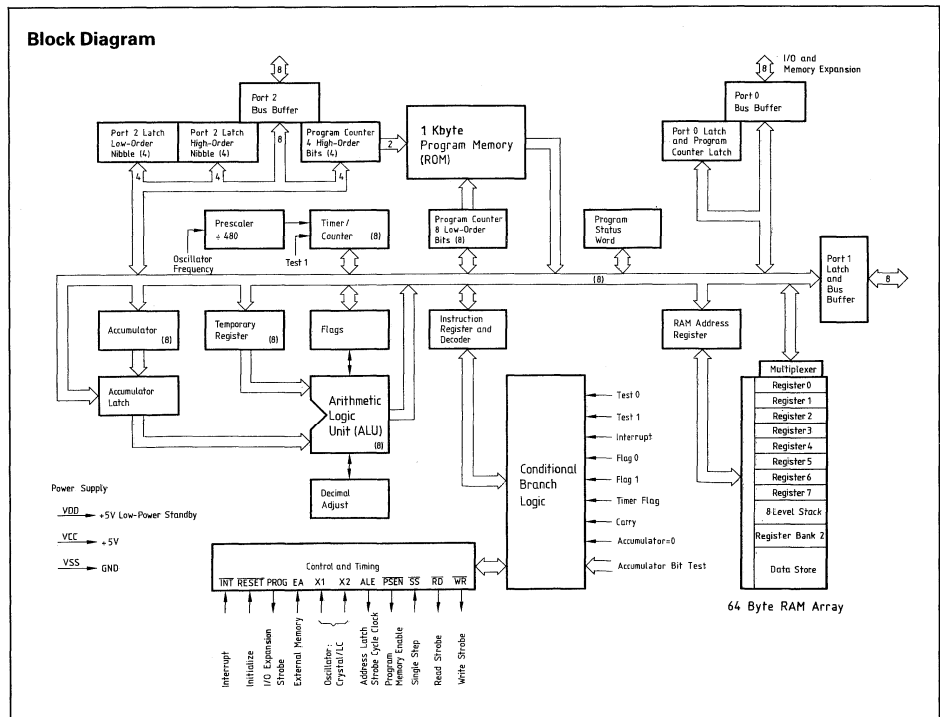 Block Diagram
8
Port 2
Bus Buffer
Port 2 Latch
Low-Order
Nibble (4)
Port 2 Latch
High-Order
Nibble (4)
8
Program Counter
4 High-Order
Bits (4)
2
4
4
4
1 Kbyte
Program Memory
(ROM)
8
I/O and
Memory Expansion
Port 0
Bus Buffer
Port 0 Latch
and Program
Counter Latch
Prescaler
÷ 480
Timer/
Counter (8)
Oscillator
Frequency
Test 1
Program Counter
8 Low-Order
Bits (8)
Program
Status
Word
(8)
Port 1
Latch
and
Bus
Buffer
8
Accumulator
(8)
Temporary
Register (8)
Flags
Instruction
Register and
Decoder
RAM Address
Register
Accumulator
Latch
Arithmetic
Logic
Unit (ALU)
(8)
Decimal
Adjust
Conditional
Branch
Logic
Test 0
Test 1
Interrupt
Flag 0
Flag 1
Timer Flag
Carry
Accumulator=0
Accumulator Bit Test
Multiplexer
Register 0
Register 1
Register 2
Register 3
Register 4
Register 5
Register 6
Register 7
8 Level Stack
Register Bank 2
Data Store
64 Byte RAM Array
Power Supply
VDD +5V Low-Power Standby
VCC +5V
VSS GND
Control and Timing
INT RESET PROG EA X1 X2 ALE PSEN SS RD WR
Interrupt
Initialize
I/O Expansion
Strobe
External Memory
Oscillator:
Crystal/LC
Address Latch
Strobe Cycle Clock
Program
Memory Enable
Single Step
Read Strobe
Write Strobe